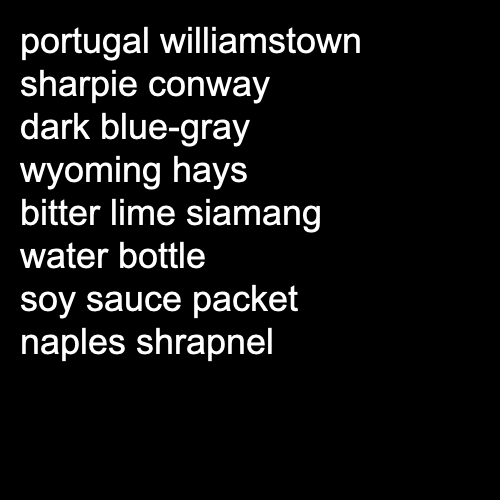 portugal williamstown
sharpie conway
dark blue-gray
wyoming hays
bitter lime siamang
water bottle
soy sauce packet
naples shrapnel